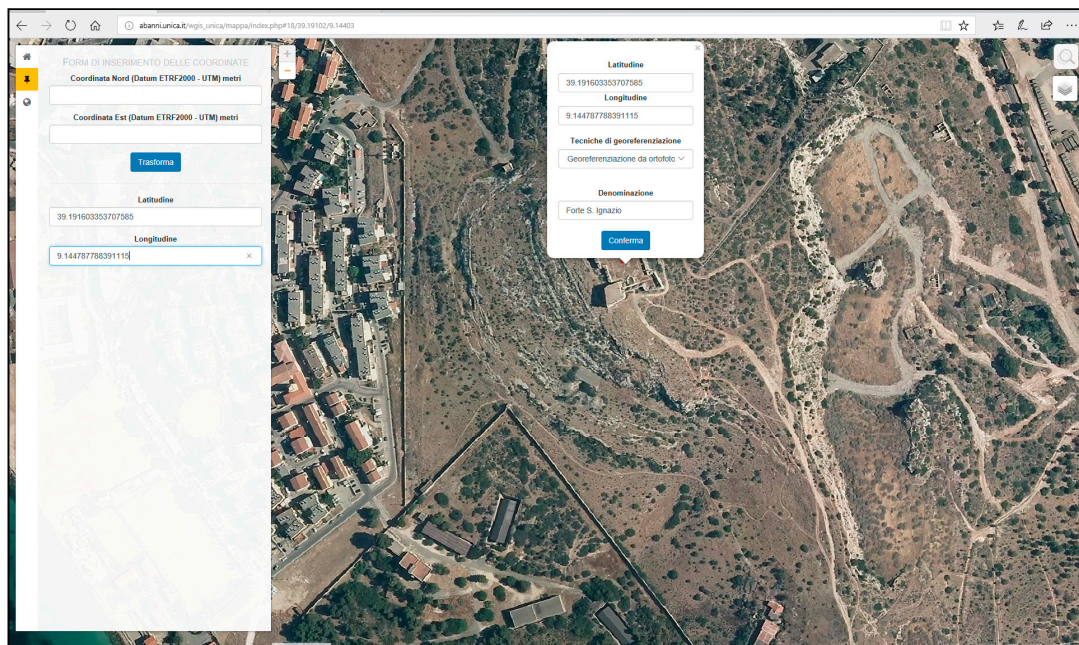 abanni.unica.it/wgis_unica/mappa/index.php#18/39.19102/9.14403
FORM DI INSERIMENTO DELLE COORDINATE
Coordinata Nord (Datum ETRF2000 - UTM) metri
Coordinata Est (Datum ETRF2000 - UTM) metri
Trasforma
Latitudine
39.191603353707585
Longitudine
9.144787788391115
Latitudine
39.191603353707585
Longitudine
9.144787788391115
Tecniche di georeferenziazione
Georeferenziazione da ortofoto
Denominazione
Forte S. Ignazio
Conferma